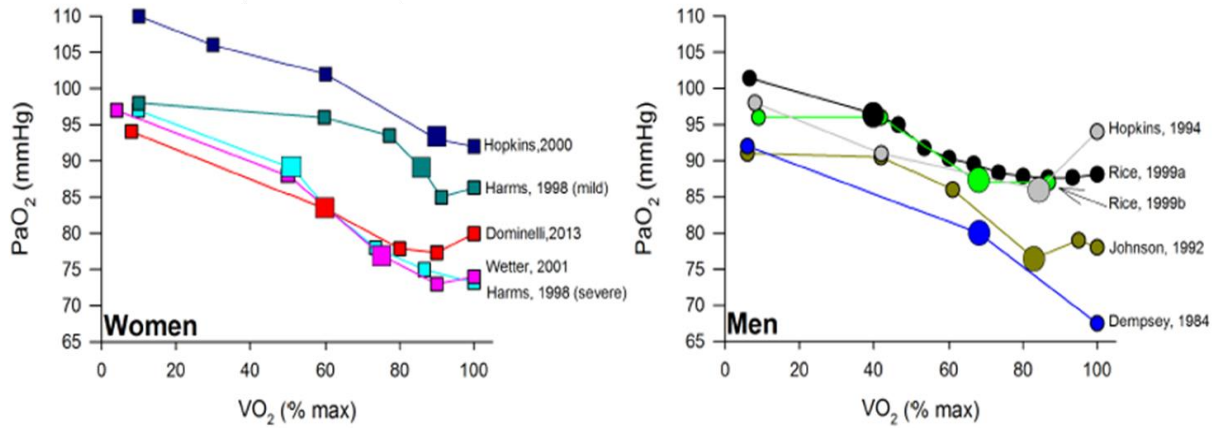 110
105
100
95
90
85
80
75
70
65
PaO2 (mmHg)
0 20 40 60 80 100
VO2 (% max)
Women
Hopkins,2000
Harms, 1998 (mild)
Dominelli,2013
Wetter, 2001
Harms, 1998 (severe)
110
105
100
95
90
85
80
75
70
65
PaO2 (mmHg)
0 20 40 60 80 100
VO2 (% max)
Men
Hopkins, 1994
Rice, 1999a
Rice, 1999b
Johnson, 1992
Dempsey, 1984